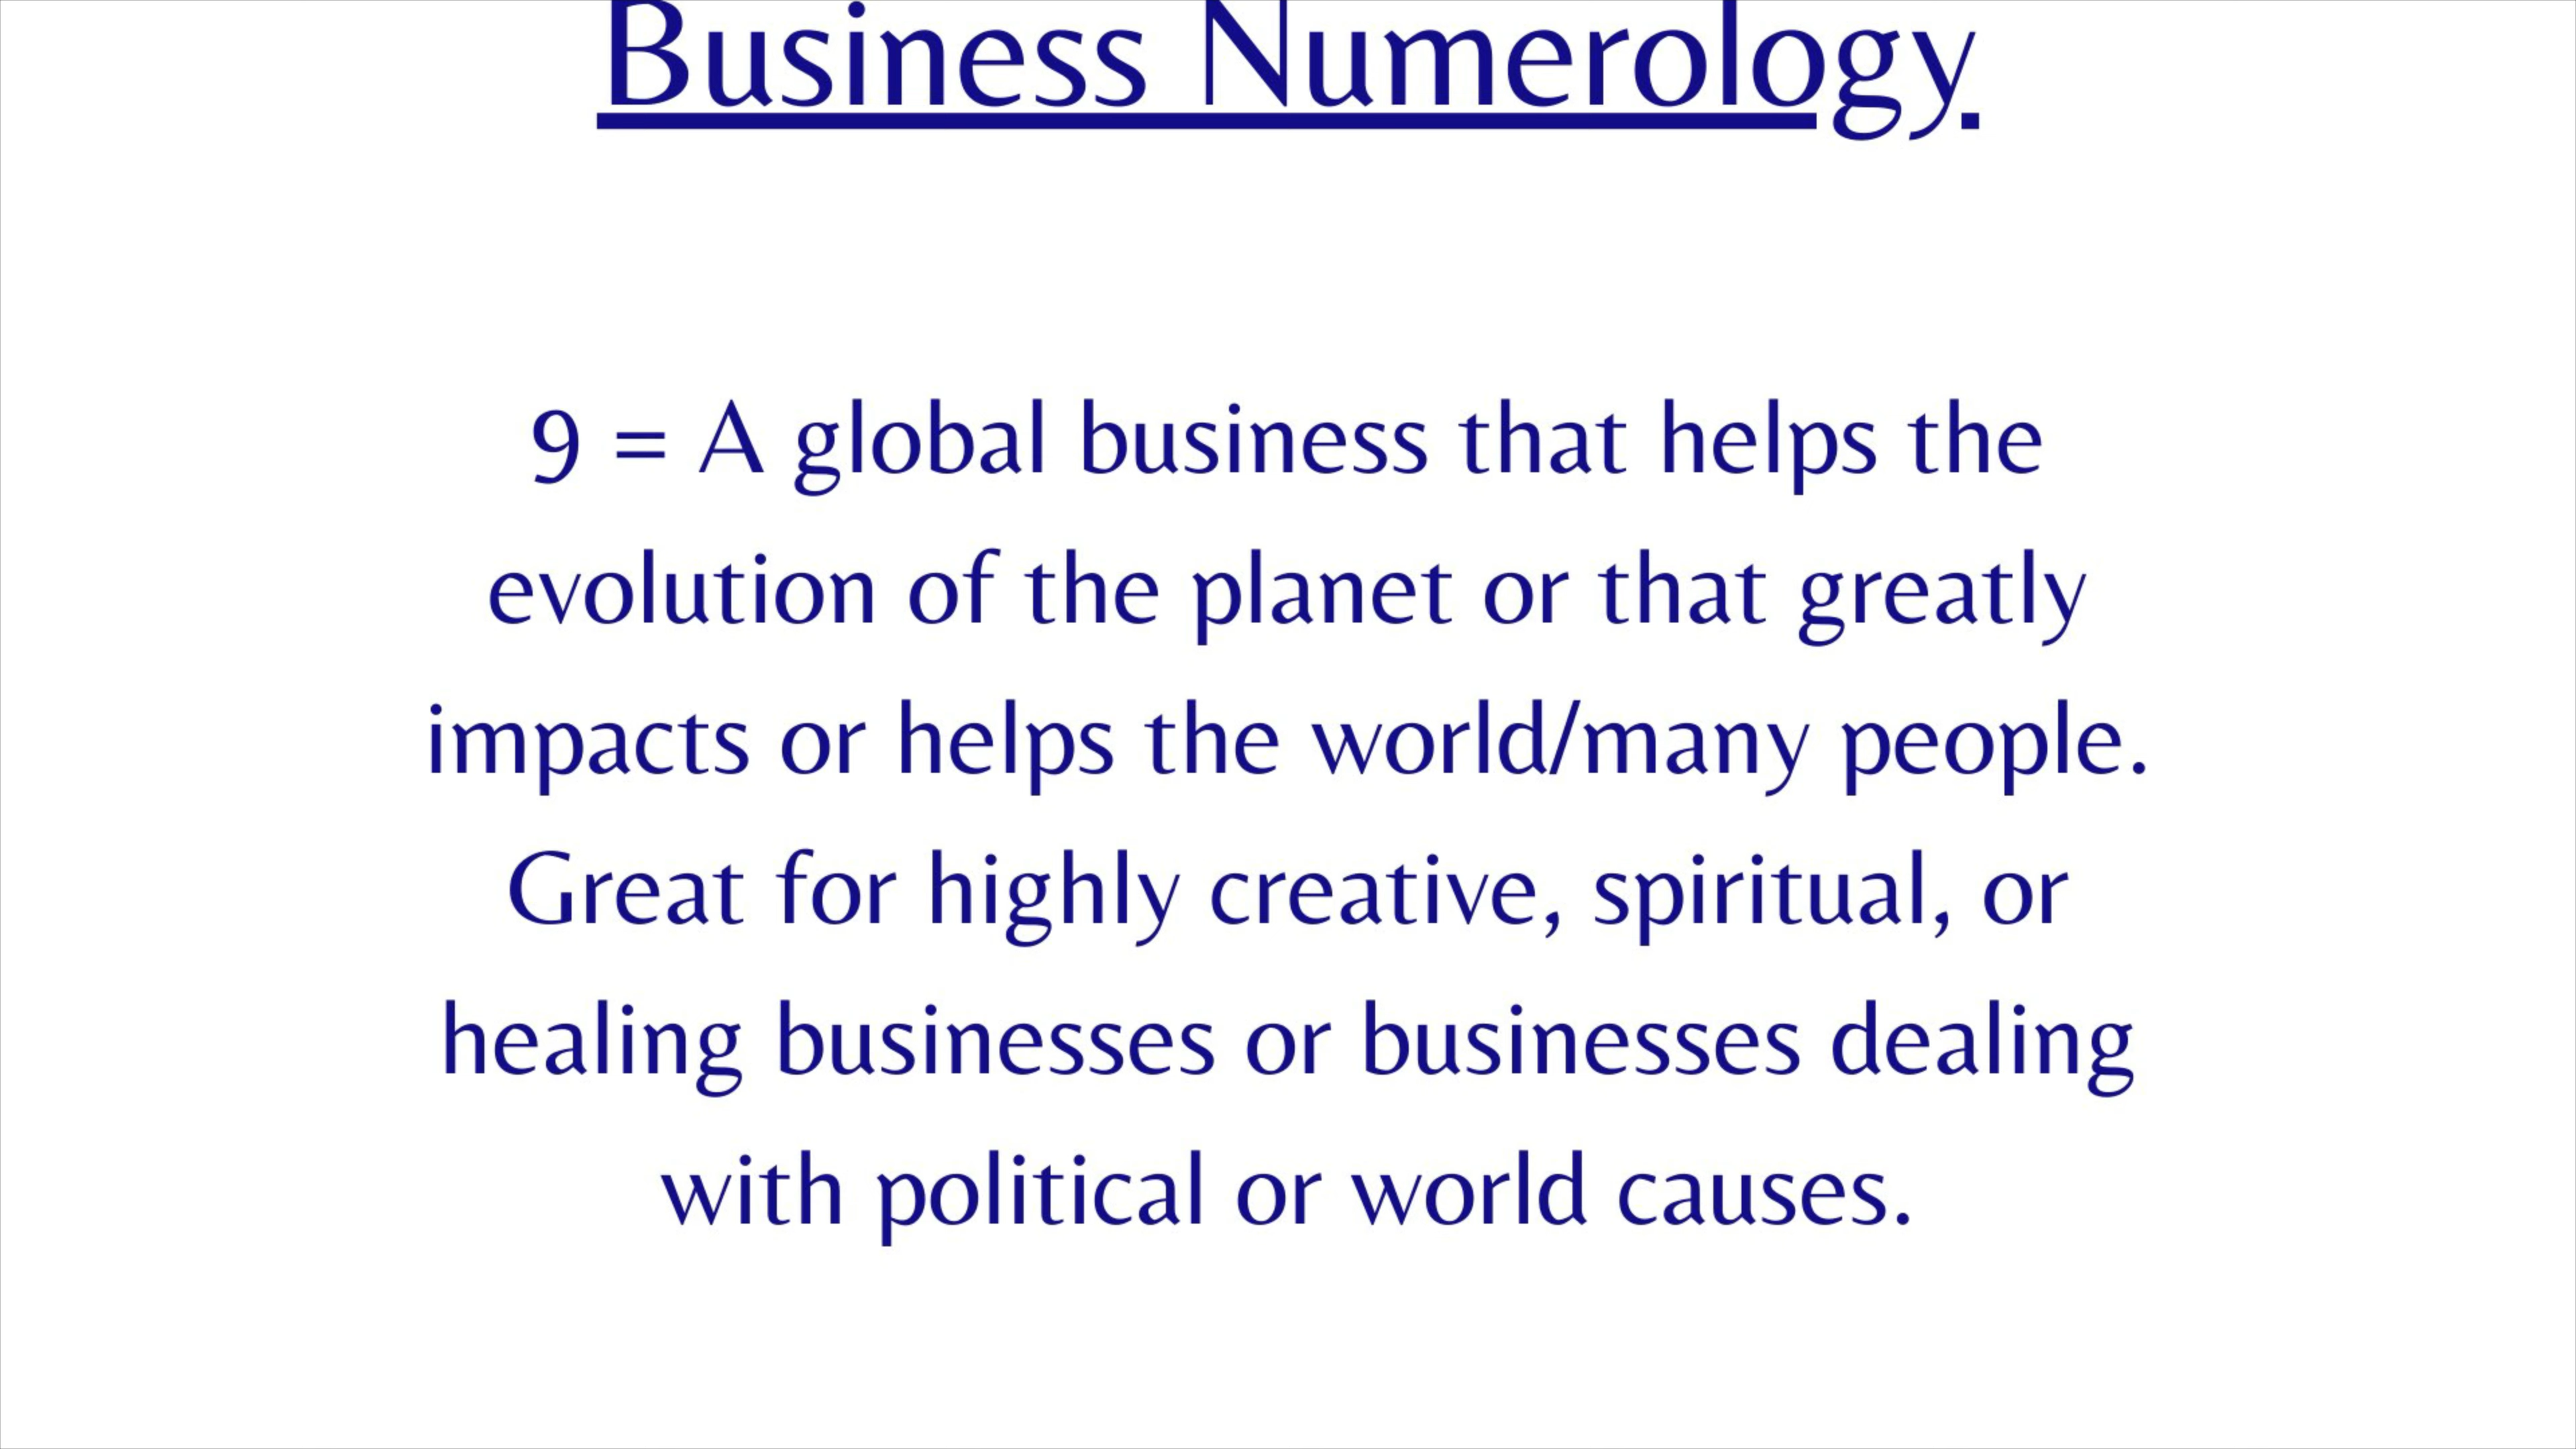 Business Numerology
9 = A global business that helps the
evolution of the planet or that greatly
impacts or helps the world/many people.
Great for highly creative, spiritual, or
healing businesses or businesses dealing
with political or world causes.